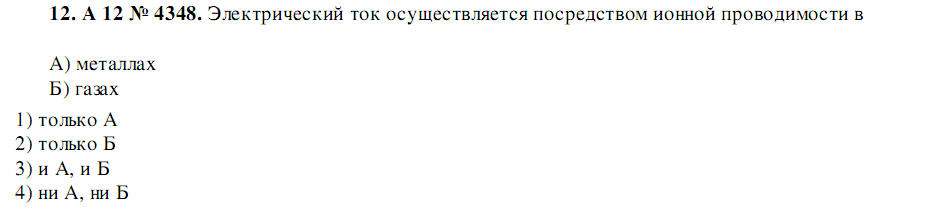 12. А 12 № 4348. Электрический ток осуществляется посредством ионной проводимости в
А) металлах
Б) газах
1) только А
2) только Б
3) и А, и Б
4) ни А, ни Б